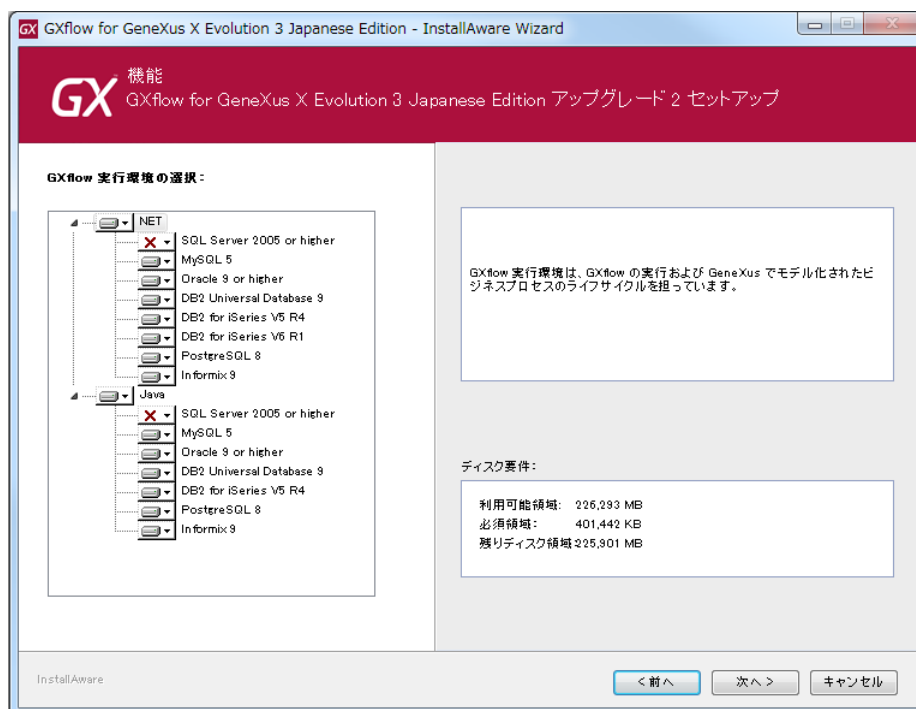 GX GXflow for GeneXus X Evolution 3 Japanese Edition - InstallAware Wizard
GX
機能
GXflow for GeneXus X Evolution 3 Japanese Edition アップグレード 2 セットアップ
GXflow 実行環境の選択:
NET
SQL Server 2005 or higher
MySQL 5
Oracle 9 or higher
DB2 Universal Database 9
DB2 for iSeries V5 R4
DB2 for iSeries V6 R1
PostgreSQL 8
Informix 9
Java
SQL Server 2005 or higher
MySQL 5
Oracle 9 or higher
DB2 Universal Database 9
DB2 for iSeries V5 R4
PostgreSQL 8
Informix 9
GXflow 実行環境は、GXflow の実行および GeneXus でモデル化されたビ
ジネスプロセスのライフサイクルを担っています。
ディスク要件:
利用可能領域: 226,293 MB
必須領域: 401,442 KB
残りディスク領域:225,901 MB
InstallAware
<前へ
次へ>
キャンセル